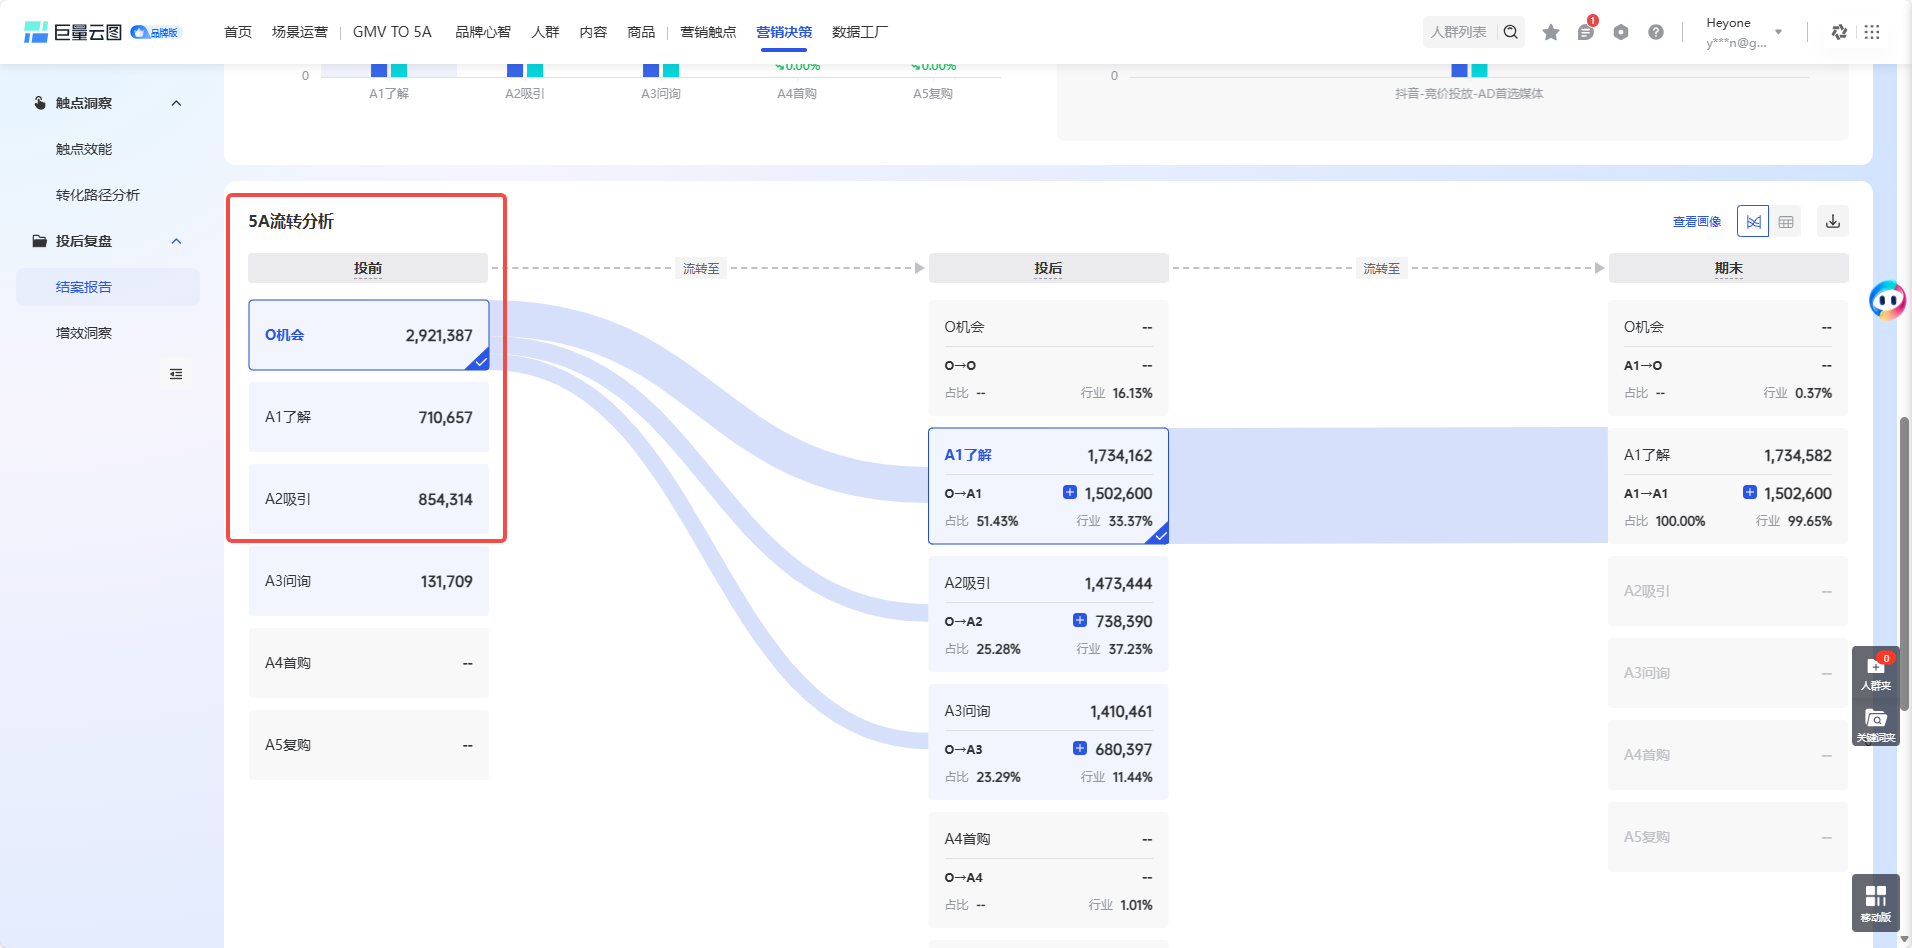 巨量云图 品牌版 首页 场景运营 GMV TO 5A 品牌心智 人群 内容 商品 营销触点 营销决策 数据工厂 人群列表 1 Heyone
y***n@g...
触点洞察
触点效能
转化路径分析
投后复盘
结案报告
增效洞察
0 0.00% 0.00%
A1了解 A2吸引 A3问询 A4首购 A5复购
0
抖音-竞价投放-AD首选媒体
5A流转分析 查看画像
投前 流转至 投后 流转至 期末
O机会 2,921,387
A1了解 710,657
A2吸引 854,314
A3问询 131,709
A4首购 --
A5复购 --
O机会 --
O→O --
占比 -- 行业 16.13%
A1了解 1,734,162
O→A1 1,502,600
占比 51.43% 行业 33.37%
A2吸引 1,473,444
O→A2 738,390
占比 25.28% 行业 37.23%
A3问询 1,410,461
O→A3 680,397
占比 23.29% 行业 11.44%
A4首购 --
O→A4 --
占比 -- 行业 1.01%
O机会 --
A1→O --
占比 -- 行业 0.37%
A1了解 1,734,582
A1→A1 1,502,600
占比 100.00% 行业 99.65%
A2吸引 --
A3问询 --
A4首购 --
A5复购 --
0
人群夹
关键词夹
移动版